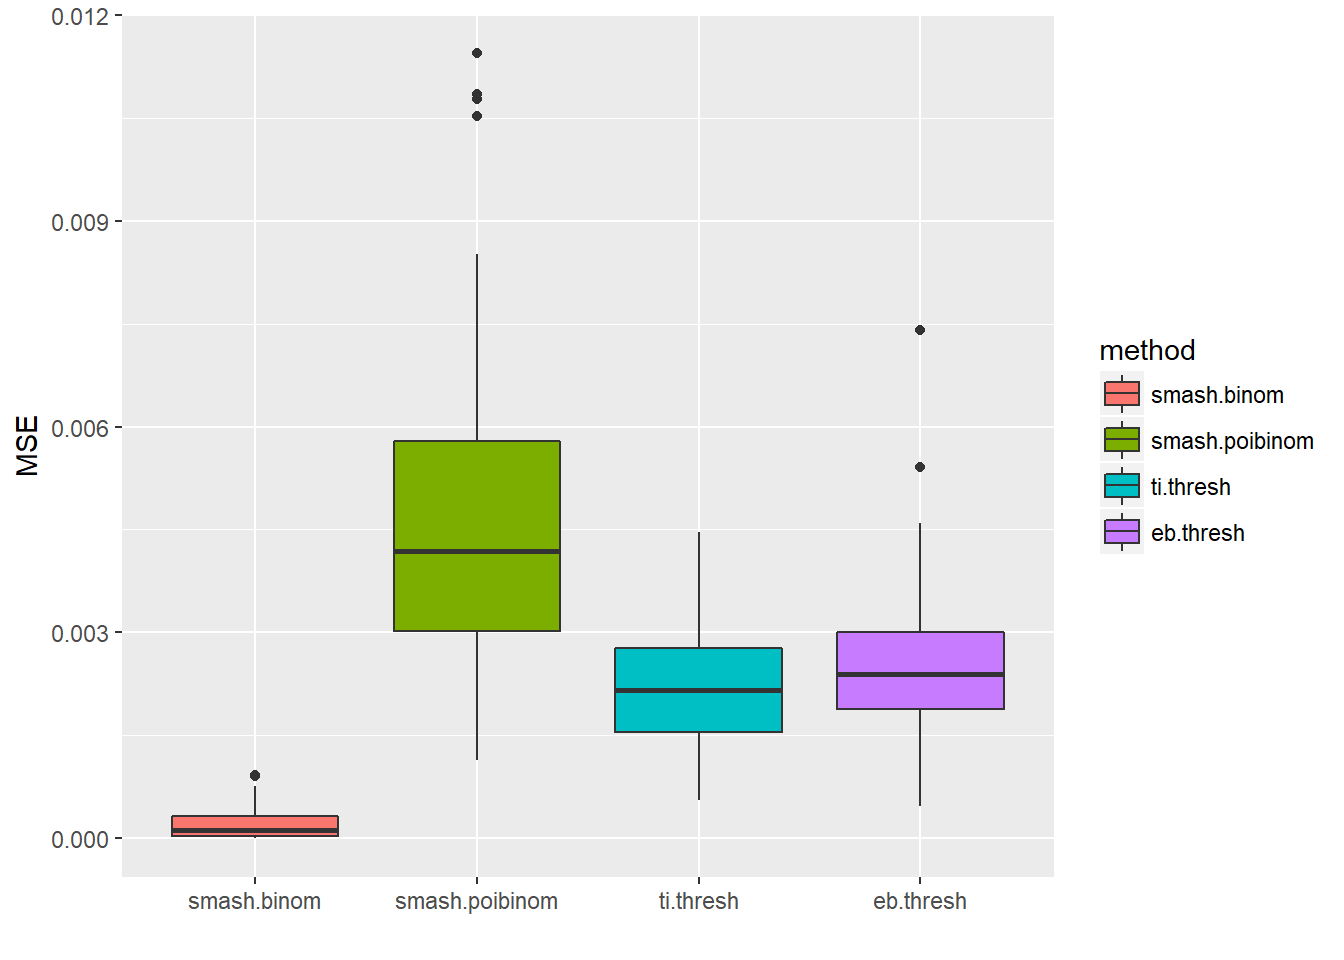 0.012
0.009
0.006
0.003
0.000
MSE
smash.binom
smash.poibinom
ti.thresh
eb.thresh
method
smash.binom
smash.poibinom
ti.thresh
eb.thresh